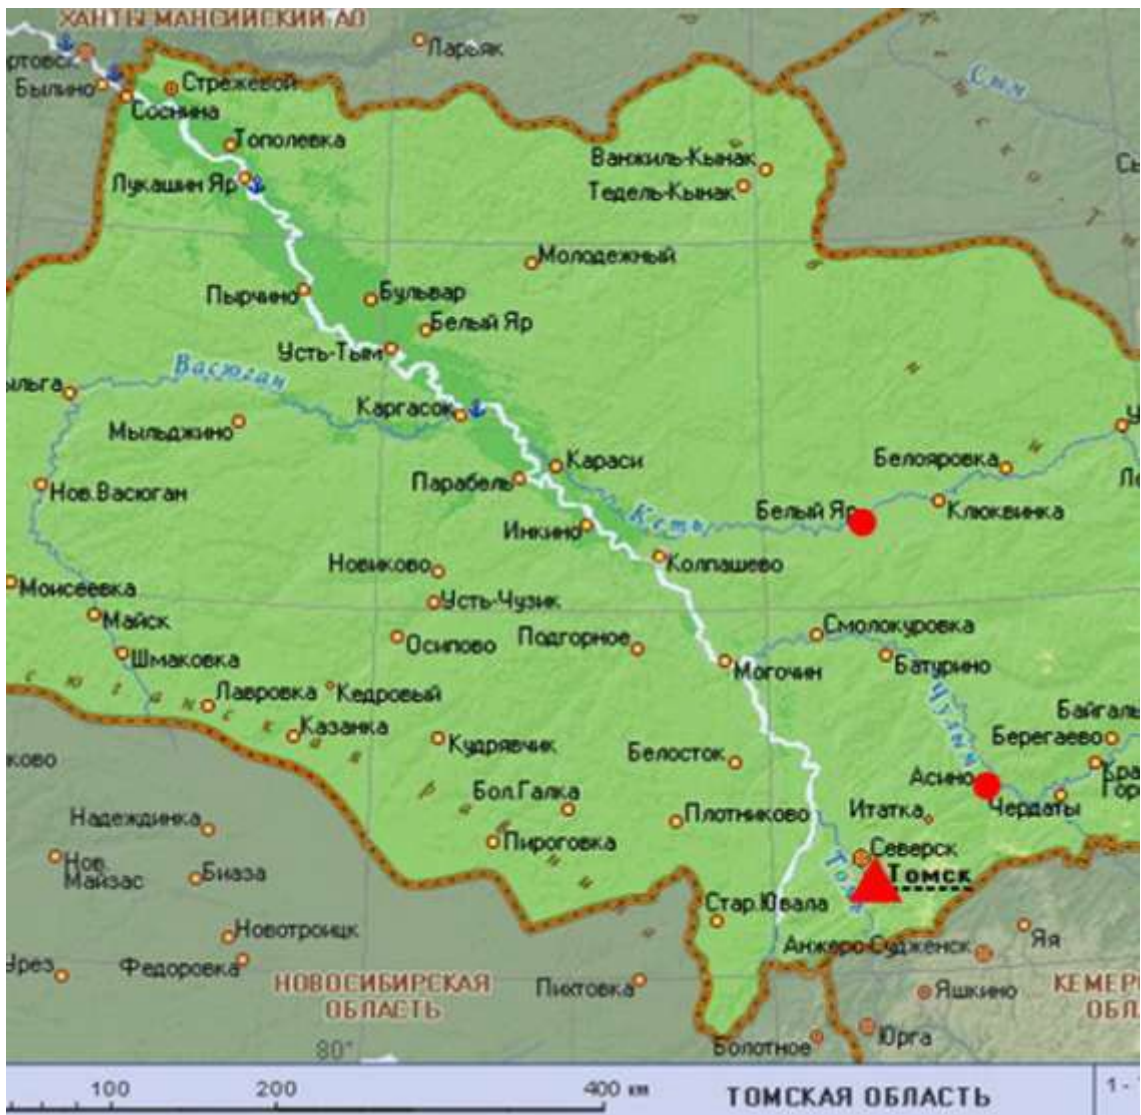 ХАНТЫ-МАНСИЙСКИЙ АО
Ларьяк
Былино
Стрежевой
Соснина
Сым
Тополевка
Ванжиль-Кынак
Лукашин Яр
Тедель-Кынак
Молодежный
Пырчино
Бульвар
Белый Яр
Усть-Тым
Васюган
Каргасок
Мыльджино
Караси
Белояровка
Парабель
Нов.Васюган
Белый Яр
Клюквинка
Кеть
Инкино
Новиково
Колпашево
Моисеевка
Усть-Чузик
Майск
Смолокуровка
Осипово
Подгорное
Шмаковка
Могочин
Батурино
Кедровый
Лавровка
Чулым
Казанка
Кудрявчик
Берегаево
Белосток
Асино
Бол.Галка
Итатка
Чердаты
Плотниково
Надеждинка
Пироговка
Северск
Нов.
Майзас
Биаза
Томск
Томь
Стар.Ювала
Новотроицк
Анжеро-Судженск
Яя
Федоровка
НОВОСИБИРСКАЯ
ОБЛАСТЬ
Пихтовка
Яшкино
Юрга
Болотное
80°
100
200
400 км
ТОМСКАЯ ОБЛАСТЬ